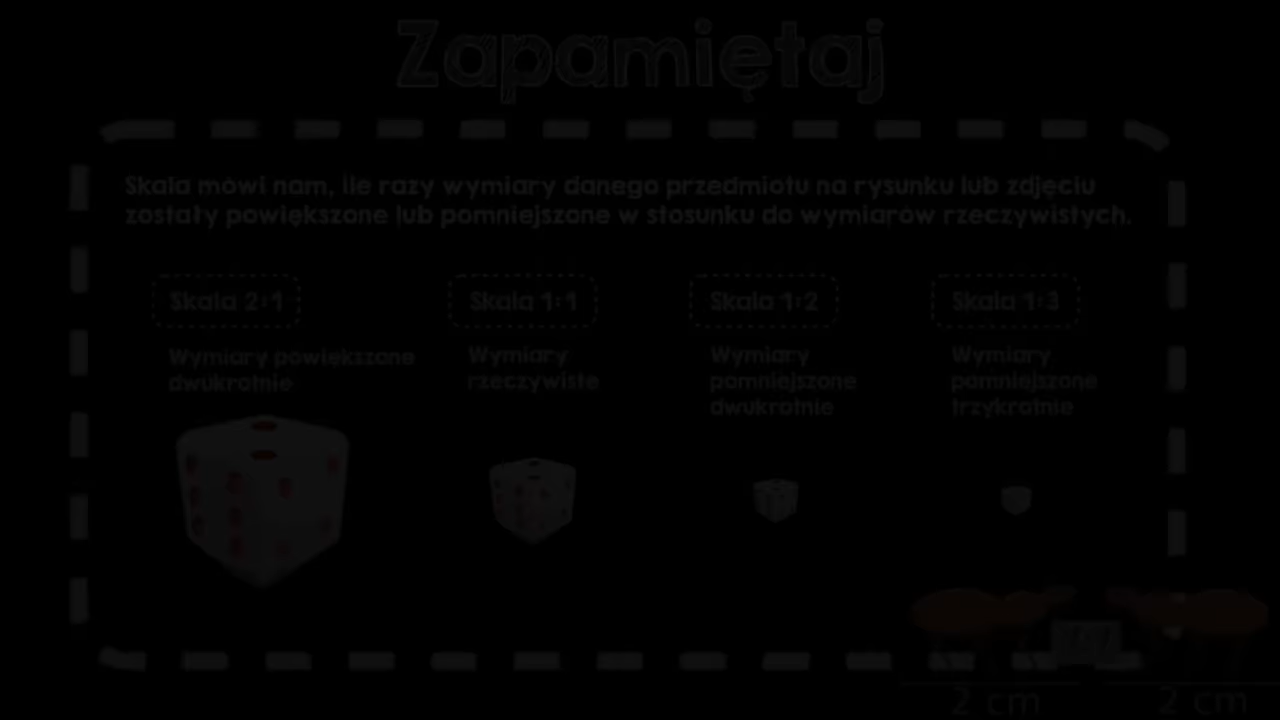 Zapamiętaj
Skala mówi nam, ile razy wymiary danego przedmiotu na rysunku lub zdjęciu
zostały powiększone lub pomniejszone w stosunku do wymiarów rzeczywistych.
Skala 2:1 Skala 1:1 Skala 1:2 Skala 1:3
Wymiary powiekszone Wymiary Wymiary Wymiary
dwukrotnie rzeczywiste pomniejszone pomniejszone
dwukrotnie trzykrotnie
2 cm 2 cm